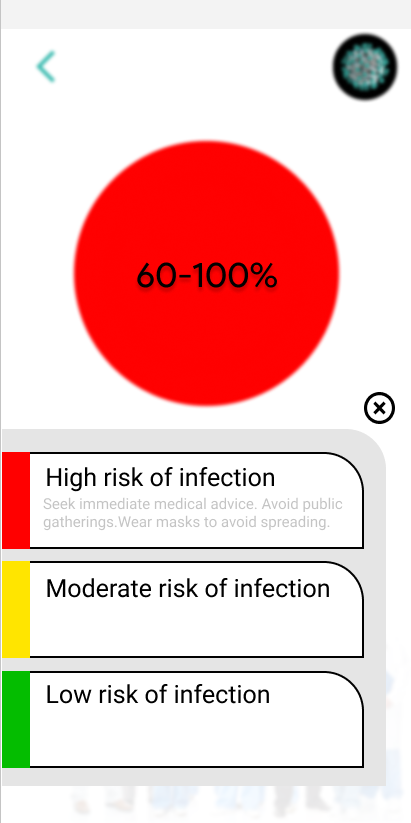 60-100%
High risk of infection
Seek immediate medical advice. Avoid public
gatherings.Wear masks to avoid spreading.
Moderate risk of infection
Low risk of infection